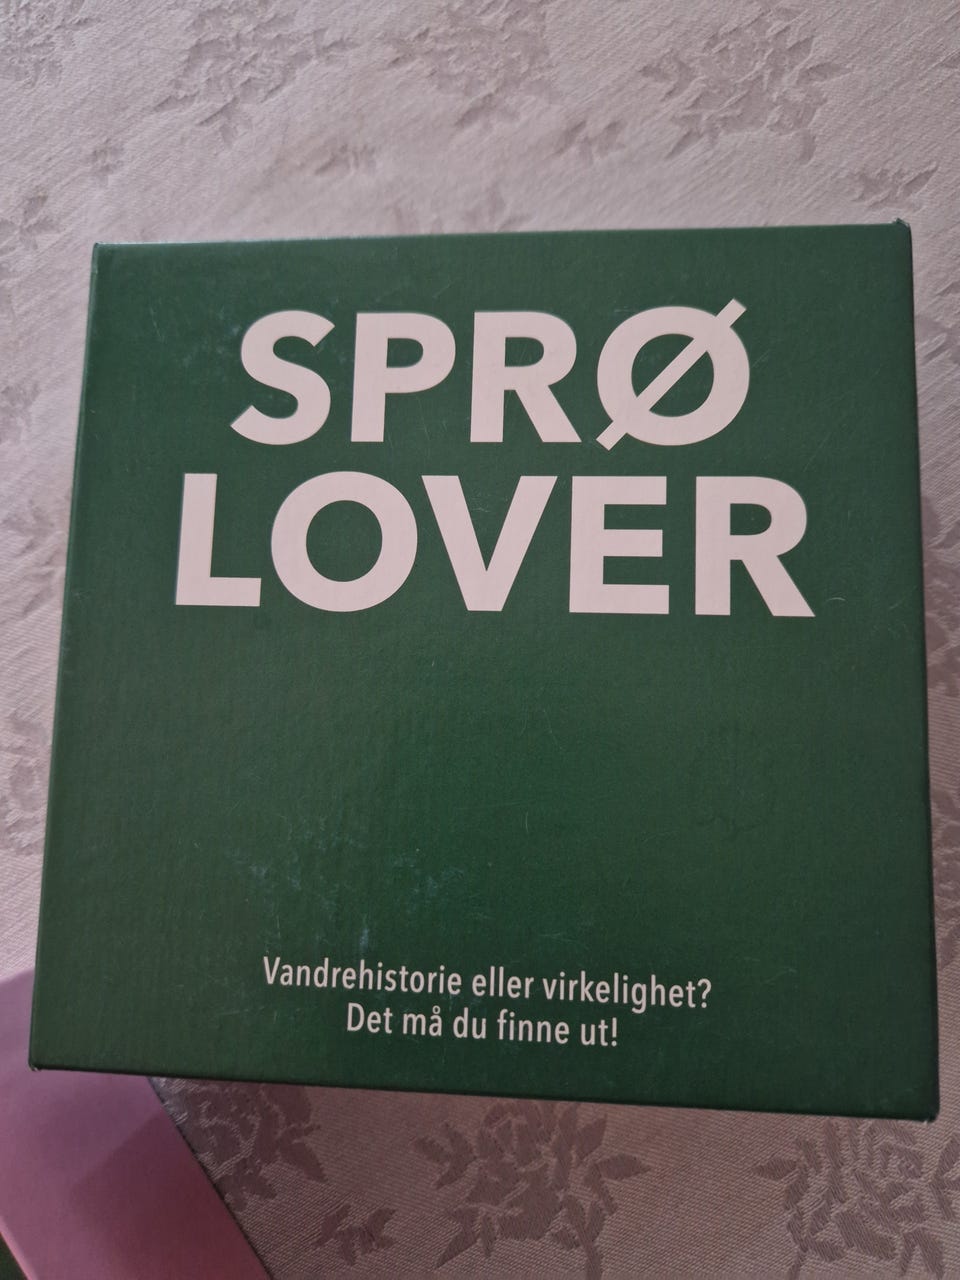 SPRØ
LOVER
Vandrehistorie eller virkelighet?
Det må du finne ut!